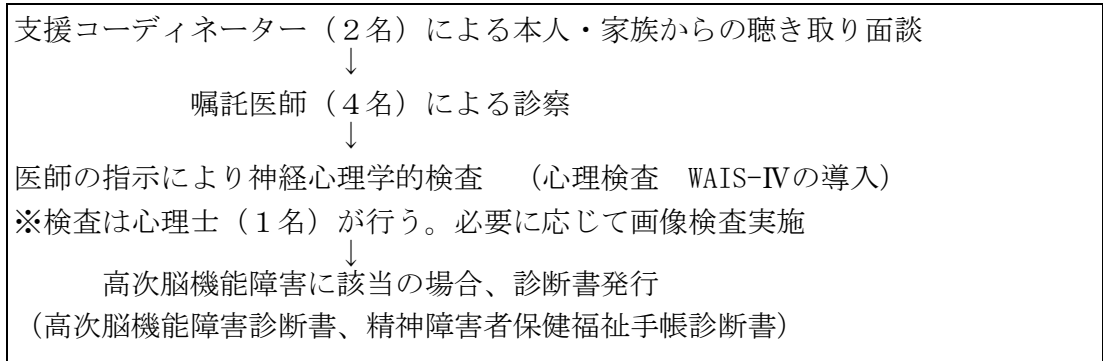 支援コーディネーター（２名）による本人・家族からの聴き取り面談
↓
嘱託医師（４名）による診察
↓
医師の指示により神経心理学的検査　（心理検査　WAIS-Ⅳの導入）
※検査は心理士（１名）が行う。必要に応じて画像検査実施
↓
高次脳機能障害に該当の場合、診断書発行
（高次脳機能障害診断書、精神障害者保健福祉手帳診断書）